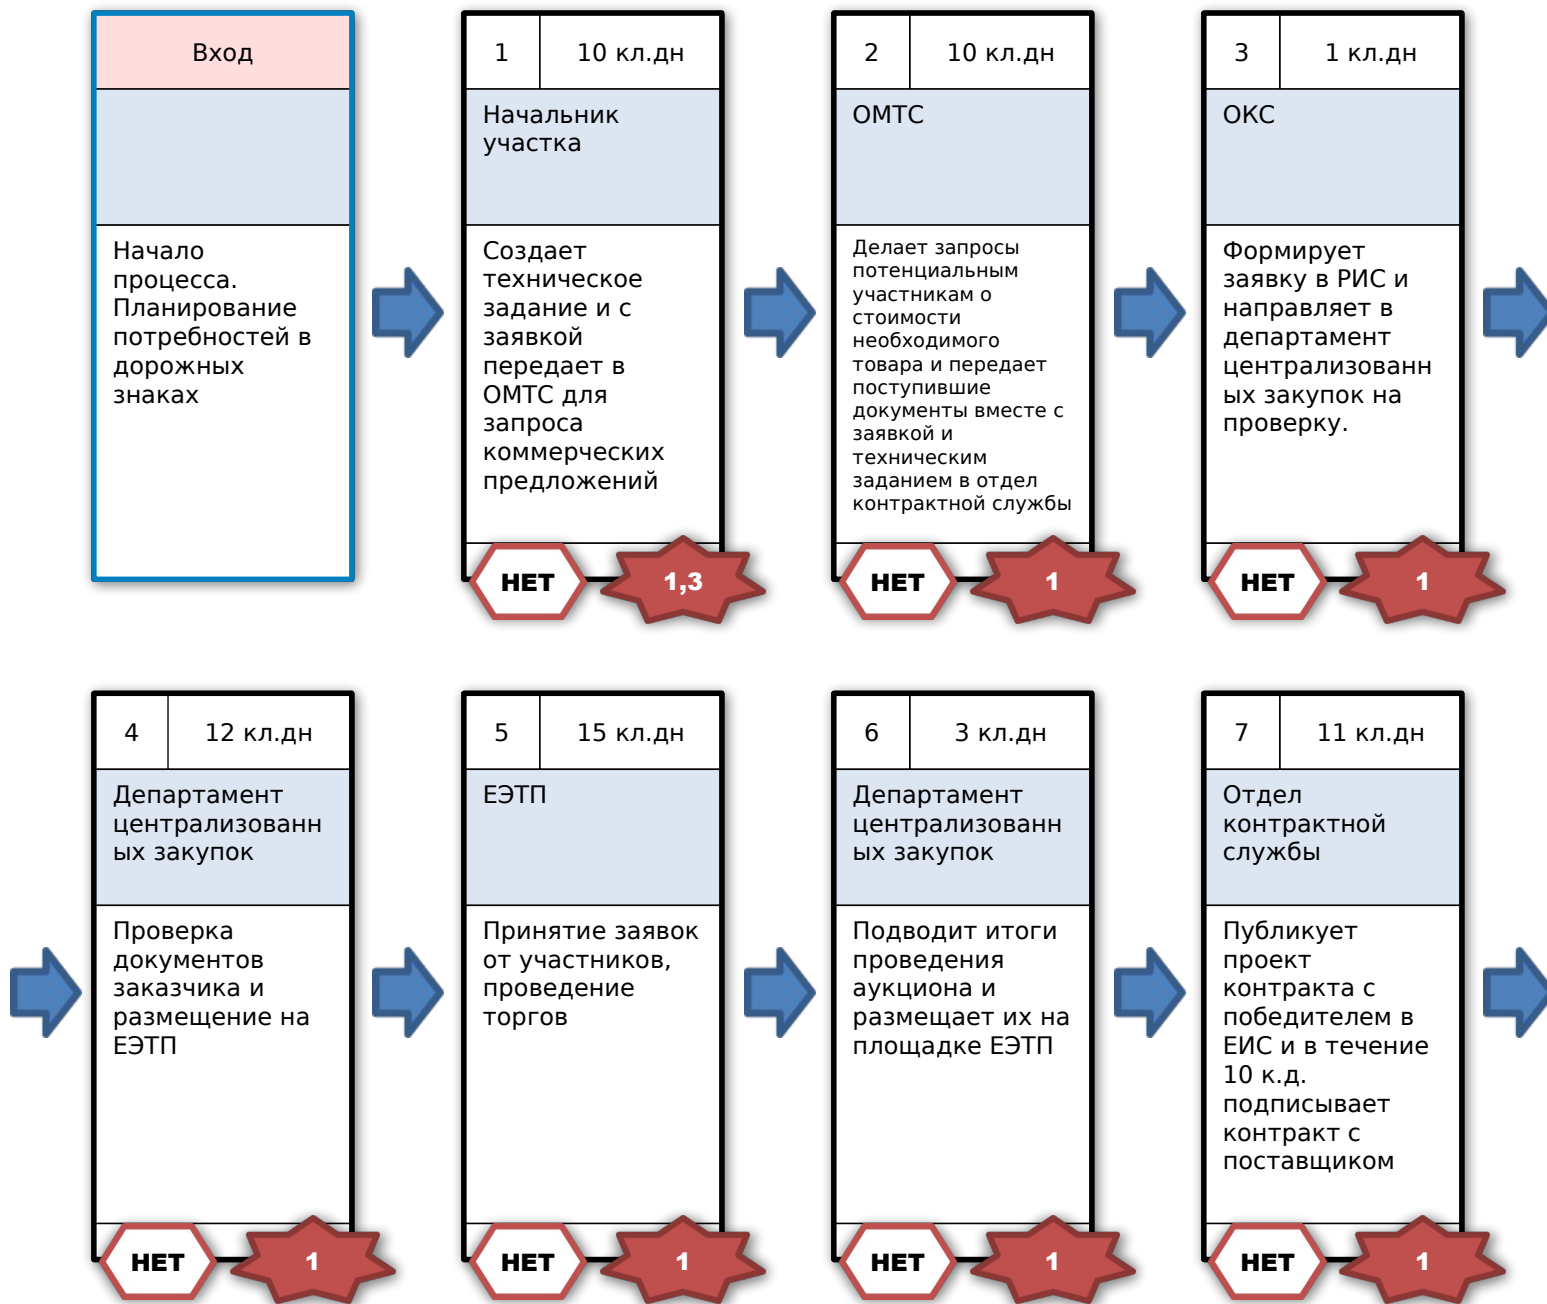 Вход
Начало
процесса.
Планирование
потребностей в
дорожных
знаках
1
10 кл.дн
Начальник
участка
Создает
техническое
задание и с
заявкой
передает в
ОМТС для
запроса
коммерческих
предложений
НЕТ
1,3
2
10 кл.дн
ОМТС
Делает запросы
потенциальным
участникам о
стоимости
необходимого
товара и передает
поступившие
документы вместе с
заявкой и
техническим
заданием в отдел
контрактной службы
НЕТ
1
3
1 кл.дн
ОКС
Формирует
заявку в РИС и
направляет в
департамент
централизованн
ых закупок на
проверку.
НЕТ
1
4
12 кл.дн
Департамент
централизованн
ых закупок
Проверка
документов
заказчика и
размещение на
ЕЭТП
НЕТ
1
5
15 кл.дн
ЕЭТП
Принятие заявок
от участников,
проведение
торгов
НЕТ
1
6
3 кл.дн
Департамент
централизованн
ых закупок
Подводит итоги
проведения
аукциона и
размещает их на
площадке ЕЭТП
НЕТ
1
7
11 кл.дн
Отдел
контрактной
службы
Публикует
проект
контракта с
победителем в
ЕИС и в течение
10 к.д.
подписывает
контракт с
поставщиком
НЕТ
1